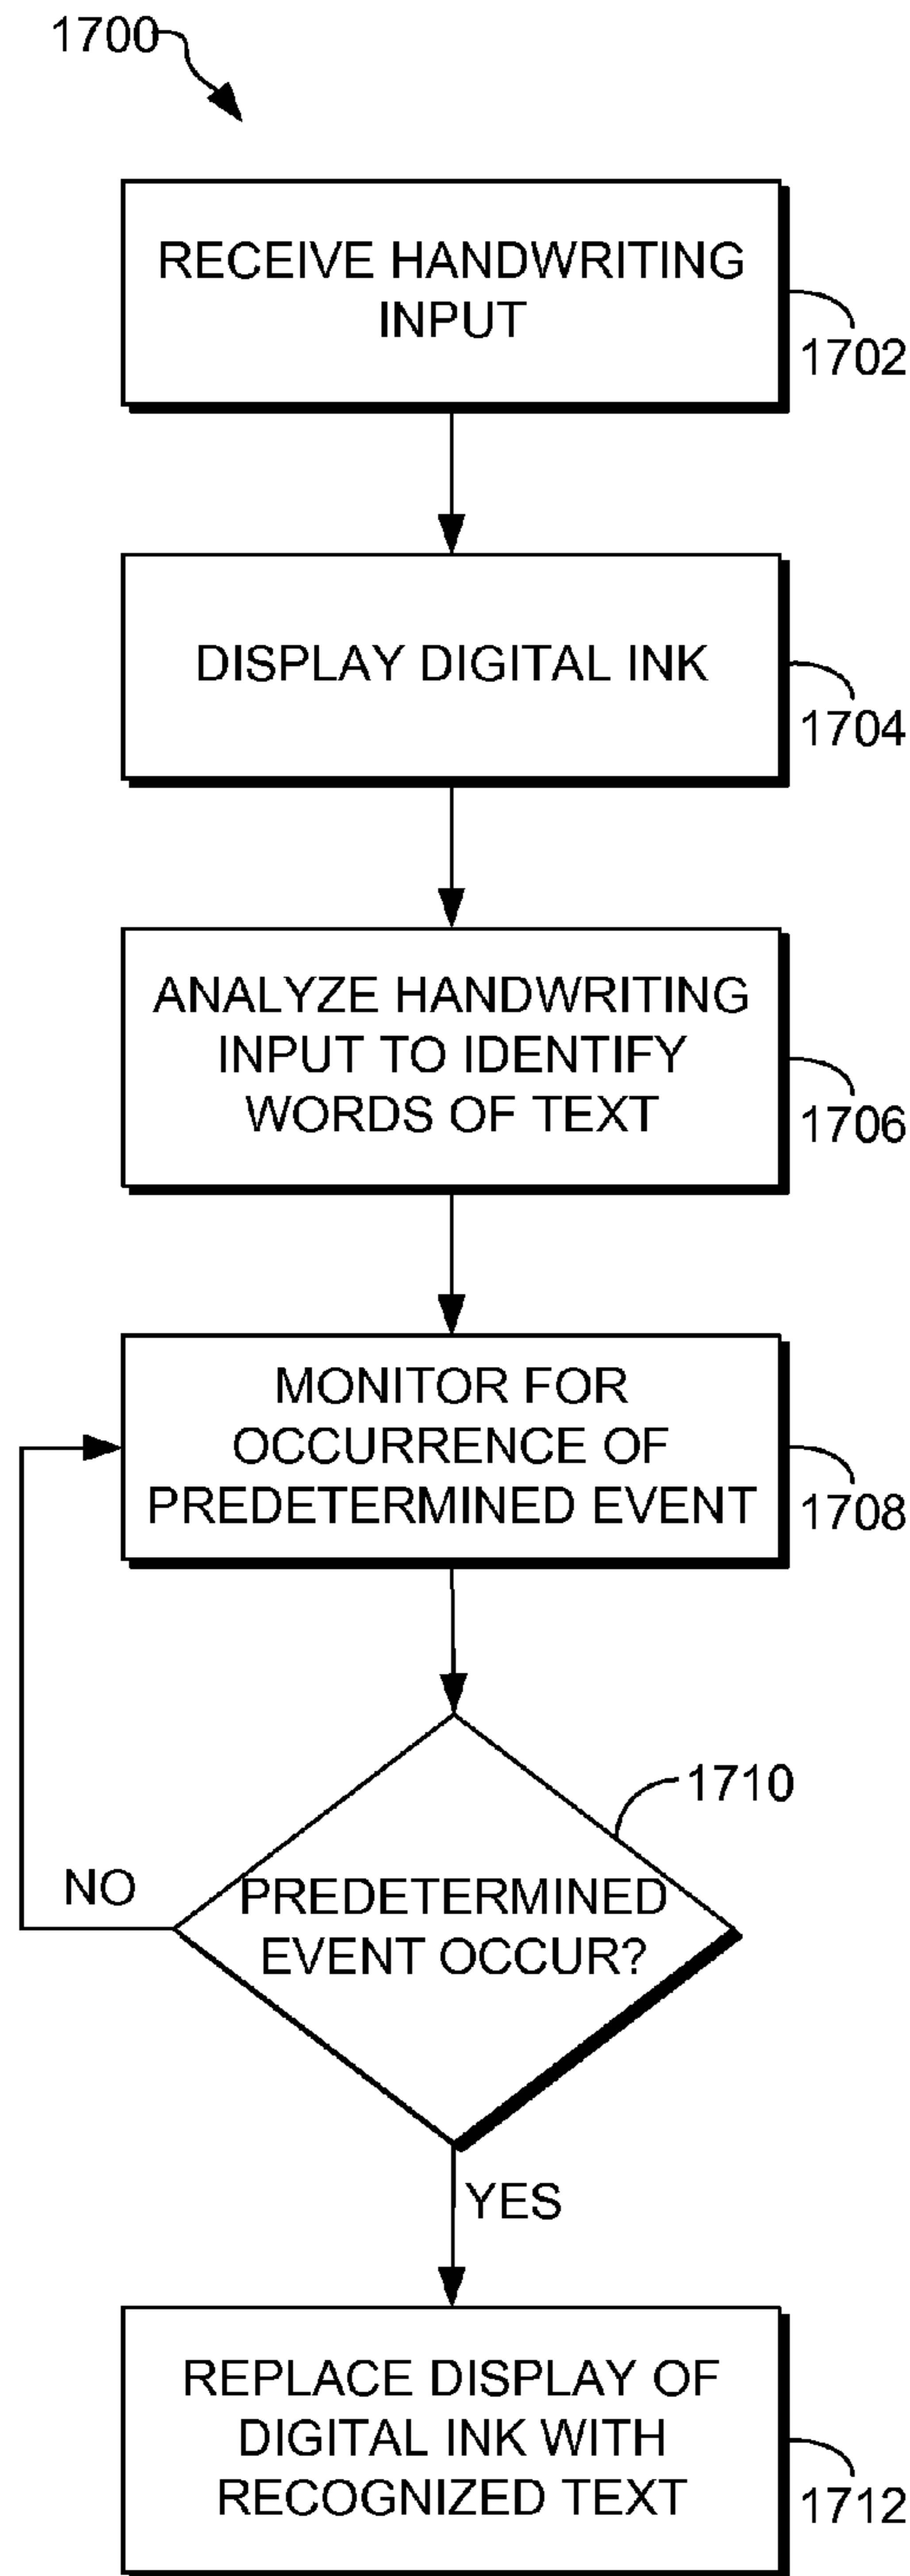 1700
RECEIVE HANDWRITING
INPUT
1702
DISPLAY DIGITAL INK
1704
ANALYZE HANDWRITING
INPUT TO IDENTIFY
WORDS OF TEXT
1706
MONITOR FOR
OCCURRENCE OF
PREDETERMINED EVENT
1708
1710
NO
PREDETERMINED
EVENT OCCUR?
YES
REPLACE DISPLAY OF
DIGITAL INK WITH
RECOGNIZED TEXT
1712